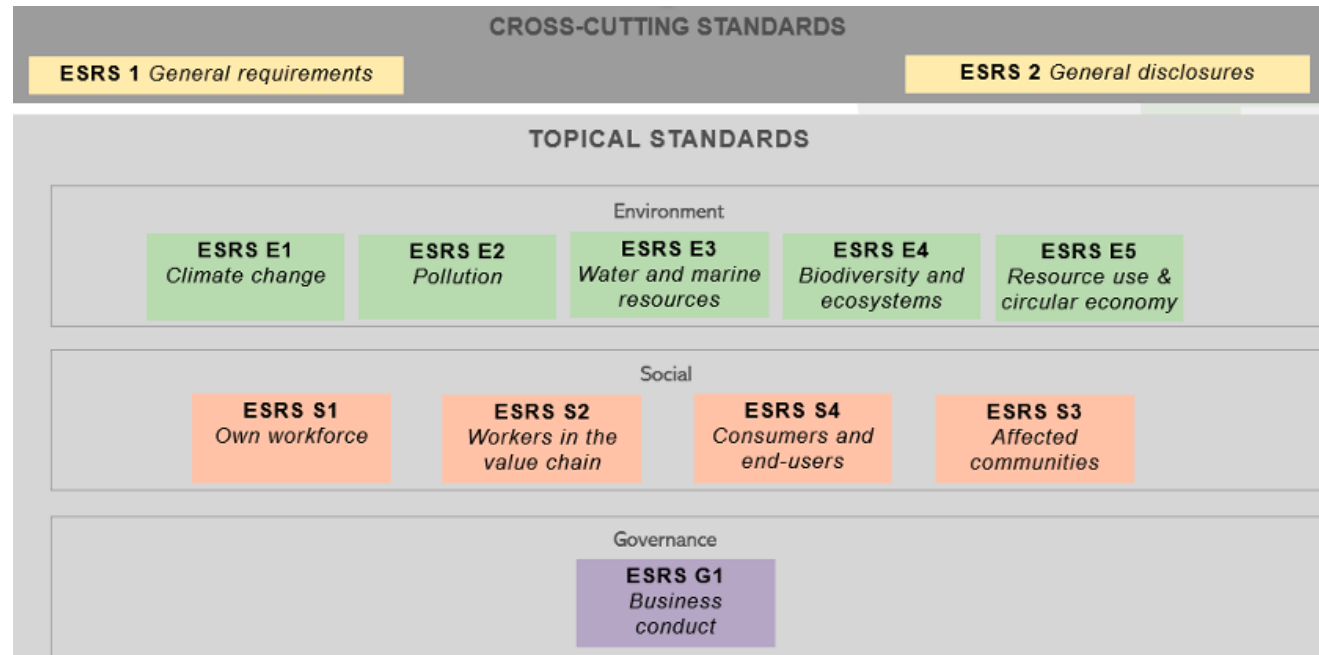 CROSS-CUTTING STANDARDS
ESRS 1 General requirements
ESRS 2 General disclosures
TOPICAL STANDARDS
Environment
ESRS E1
Climate change
ESRS E2
Pollution
ESRS E3
Water and marine
resources
ESRS E4
Biodiversity and
ecosystems
ESRS E5
Resource use &
circular economy
Social
ESRS S1
Own workforce
ESRS S2
Workers in the
value chain
ESRS S4
Consumers and
end-users
ESRS S3
Affected
communities
Governance
ESRS G1
Business
conduct